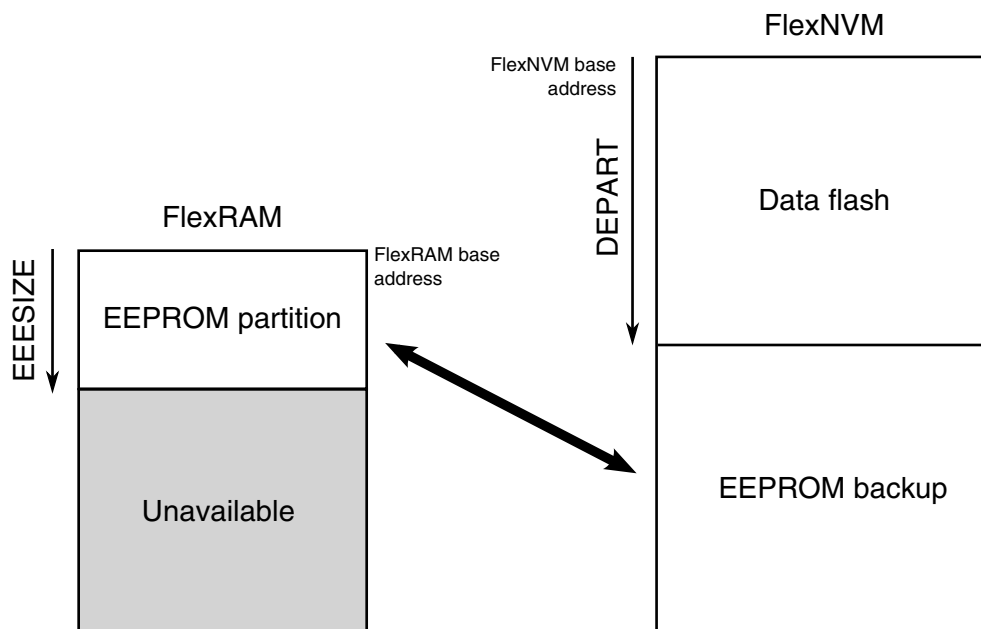 FlexNVM
FlexNVM base
address
DEPART
Data flash
FlexRAM
EEESIZE
FlexRAM base
address
EEPROM partition
EEPROM backup
Unavailable